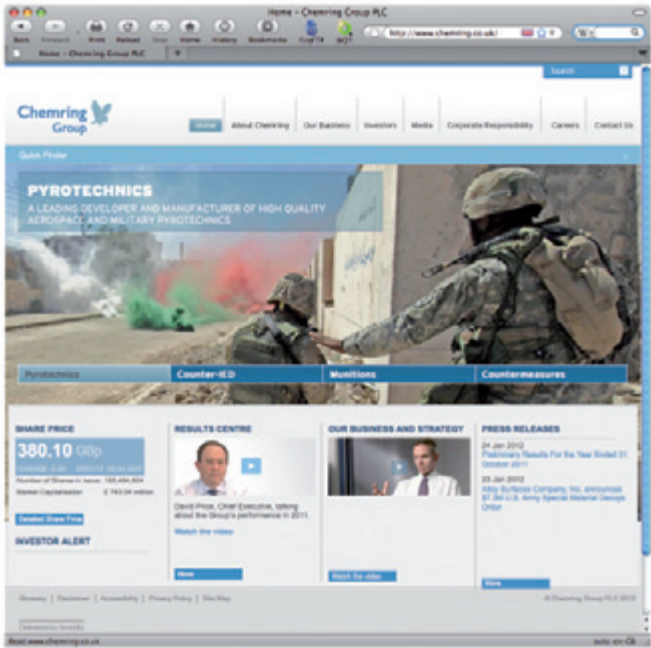 Home – Chemring Group PLC
Back Forward Print Reload Stop Home History Bookmarks
http://www.chemring.co.uk/
Home – Chemring Group PLC
Search
Chemring
Group
Home About Chemring Our Business Investors Media Corporate Responsibility Careers Contact Us
Quick Finder
PYROTECHNICS
A LEADING DEVELOPER AND MANUFACTURER OF HIGH QUALITY
AEROSPACE AND MILITARY PYROTECHNICS
Pyrotechnics Counter-IED Munitions Countermeasures
SHARE PRICE
380.10 GBp
Number of Shares in issue:
Market Capitalisation £ 743.04 million
Detailed Share Price
INVESTOR ALERT
RESULTS CENTRE
David Price, Chief Executive, talking
about the Group's performance in 2011.
Watch the video
More
OUR BUSINESS AND STRATEGY
Watch the video
PRESS RELEASES
24 Jan 2012
Preliminary Results For the Year Ended 31
October 2011
23 Jan 2012
Alloy Surfaces Company, Inc. announces
U.S. Army Special Material Decoys
Order
More
Glossary | Disclaimer | Accessibility | Privacy Policy | Site Map
© Chemring Group PLC 2012
Read www.chemring.co.uk